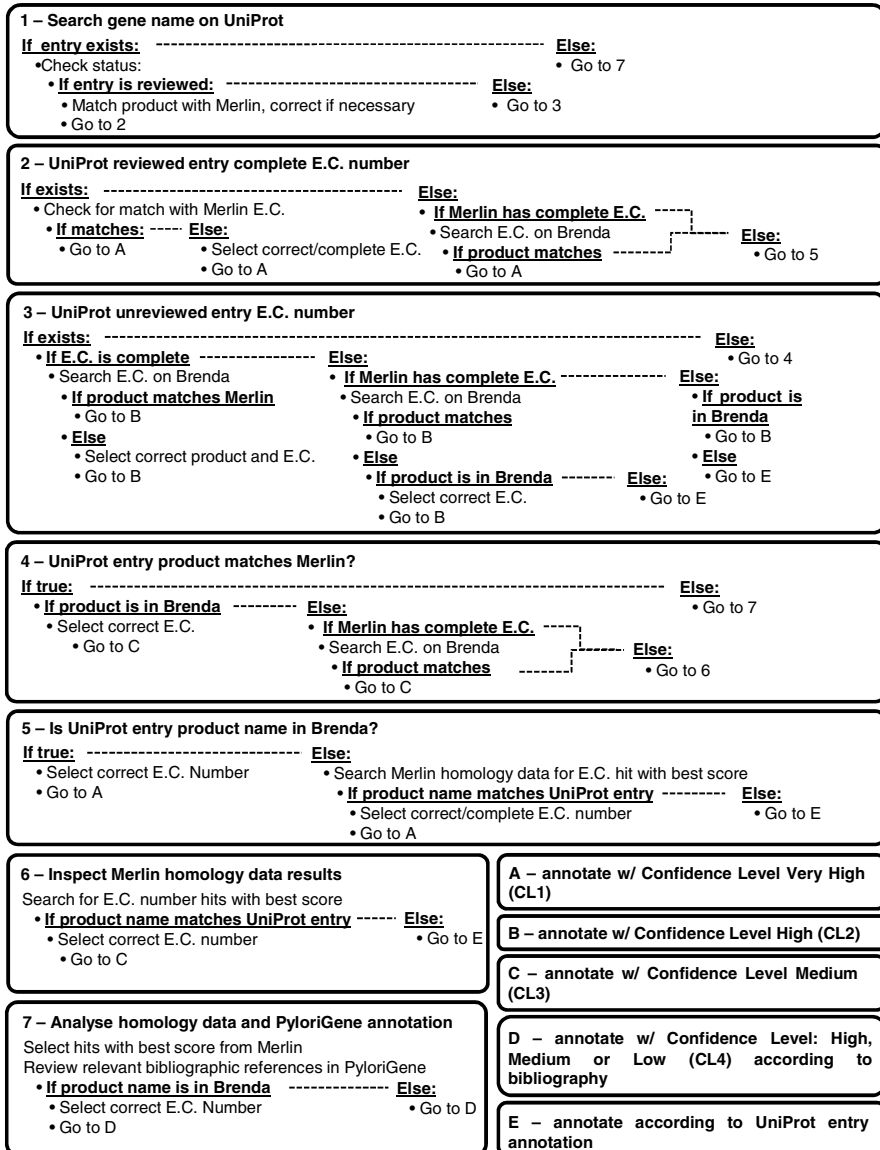 1 – Search gene name on UniProt
If entry exists: Else:
•Check status: • Go to 7
• If entry is reviewed: Else:
• Match product with Merlin, correct if necessary • Go to 3
• Go to 2
2 – UniProt reviewed entry complete E.C. number
If exists: Else:
• Check for match with Merlin E.C. • If Merlin has complete E.C.
• If matches: Else: • Search E.C. on Brenda Else:
• Go to A • Select correct/complete E.C. • If product matches • Go to 5
• Go to A • Go to A
3 – UniProt unreviewed entry E.C. number
If exists: Else:
• If E.C. is complete Else: • Go to 4
• Search E.C. on Brenda • If Merlin has complete E.C. Else:
• If product matches Merlin • Search E.C. on Brenda • If product is
• Go to B • If product matches in Brenda
• Else • Go to B • Go to B
• Select correct product and E.C. • Else • Else
• Go to B • If product is in Brenda Else: • Go to E
• Select correct E.C. • Go to E
• Go to B
4 – UniProt entry product matches Merlin?
If true: Else:
• If product is in Brenda Else: • Go to 7
• Select correct E.C. • If Merlin has complete E.C.
• Go to C • Search E.C. on Brenda Else:
• If product matches • Go to 6
• Go to C
5 – Is UniProt entry product name in Brenda?
If true: Else:
• Select correct E.C. Number • Search Merlin homology data for E.C. hit with best score
• Go to A • If product name matches UniProt entry Else:
• Select correct/complete E.C. number • Go to E
• Go to A
6 – Inspect Merlin homology data results
Search for E.C. number hits with best score
• If product name matches UniProt entry Else:
• Select correct E.C. number • Go to E
• Go to C
7 – Analyse homology data and PyloriGene annotation
Select hits with best score from Merlin
Review relevant bibliographic references in PyloriGene
• If product name is in Brenda Else:
• Select correct E.C. Number • Go to D
• Go to D
A – annotate w/ Confidence Level Very High
(CL1)
B – annotate w/ Confidence Level High (CL2)
C – annotate w/ Confidence Level Medium
(CL3)
D – annotate w/ Confidence Level: High,
Medium or Low (CL4) according to
bibliography
E – annotate according to UniProt entry
annotation